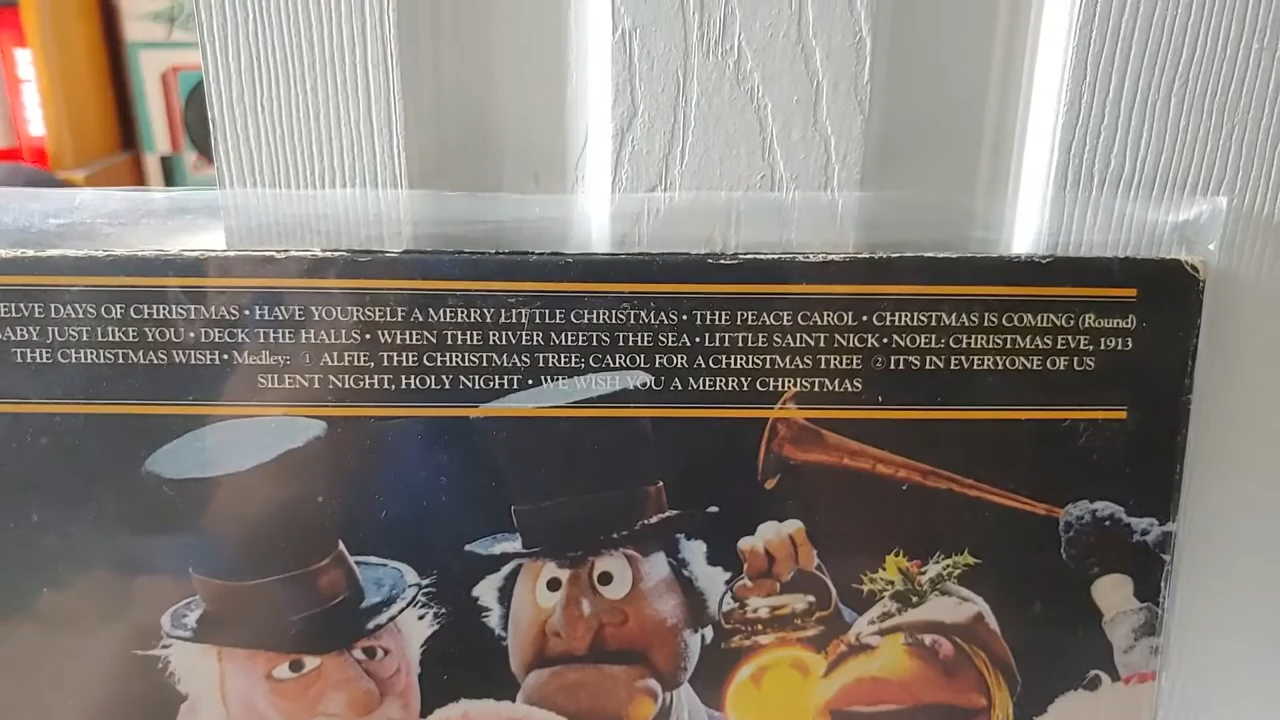 ELVE DAYS OF CHRISTMAS • HAVE YOURSELF A MERRY LITTLE CHRISTMAS • THE PEACE CAROL • CHRISTMAS IS COMING (Round)
BABY JUST LIKE YOU • DECK THE HALLS • WHEN THE RIVER MEETS THE SEA • LITTLE SAINT NICK • NOEL: CHRISTMAS EVE, 1913
THE CHRISTMAS WISH • Medley: ① ALFIE, THE CHRISTMAS TREE; CAROL FOR A CHRISTMAS TREE ② IT'S IN EVERYONE OF US
SILENT NIGHT, HOLY NIGHT • WE WISH YOU A MERRY CHRISTMAS